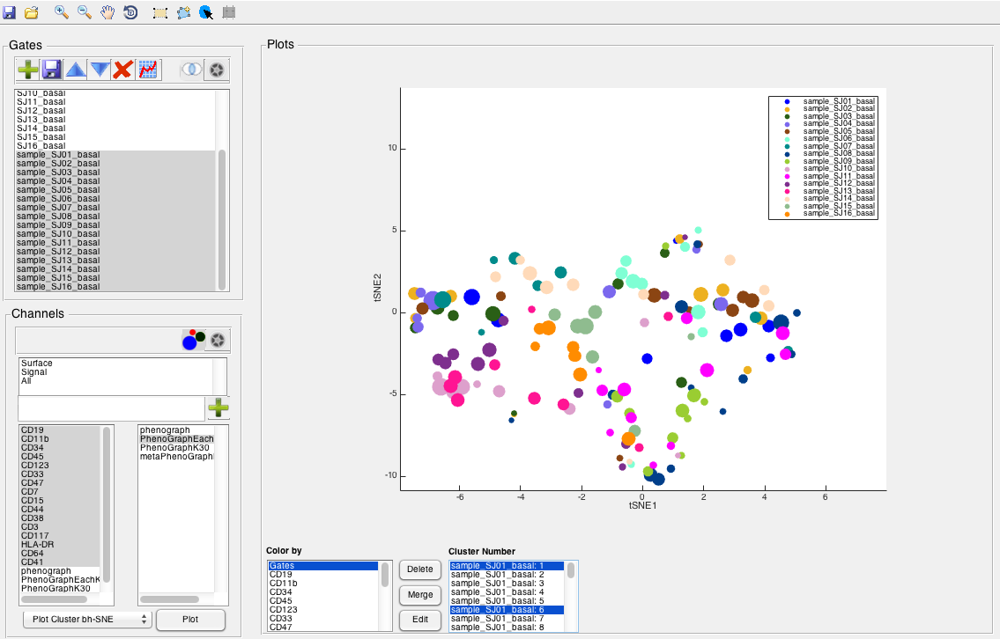 Gates
SJ10_basal
SJ11_basal
SJ12_basal
SJ13_basal
SJ14_basal
SJ15_basal
SJ16_basal
sample_SJ01_basal
sample_SJ02_basal
sample_SJ03_basal
sample_SJ04_basal
sample_SJ05_basal
sample_SJ06_basal
sample_SJ07_basal
sample_SJ08_basal
sample_SJ09_basal
sample_SJ10_basal
sample_SJ11_basal
sample_SJ12_basal
sample_SJ13_basal
sample_SJ14_basal
sample_SJ15_basal
sample_SJ16_basal
Channels
Surface
Signal
All
CD19
CD11b
CD34
CD45
CD123
CD33
CD47
CD7
CD15
CD44
CD38
CD3
CD117
HLA-DR
CD64
CD41
phenograph
PhenoGraphEachK
PhenoGraphK30
phenograph
PhenoGraphEach
PhenoGraphK30
metaPhenoGraph
Plot Cluster bh-SNE
Plot
Plots
sample_SJ01_basal
sample_SJ02_basal
sample_SJ03_basal
sample_SJ04_basal
sample_SJ05_basal
sample_SJ06_basal
sample_SJ07_basal
sample_SJ08_basal
sample_SJ09_basal
sample_SJ10_basal
sample_SJ11_basal
sample_SJ12_basal
sample_SJ13_basal
sample_SJ14_basal
sample_SJ15_basal
sample_SJ16_basal
10
5
0
-5
-10
tSNE2
-6 -4 -2 0 2 4 6
tSNE1
Color by
Gates
CD19
CD11b
CD34
CD45
CD123
CD33
CD47
Delete
Merge
Edit
Cluster Number
sample_SJ01_basal: 1
sample_SJ01_basal: 2
sample_SJ01_basal: 3
sample_SJ01_basal: 4
sample_SJ01_basal: 5
sample_SJ01_basal: 6
sample_SJ01_basal: 7
sample_SJ01_basal: 8